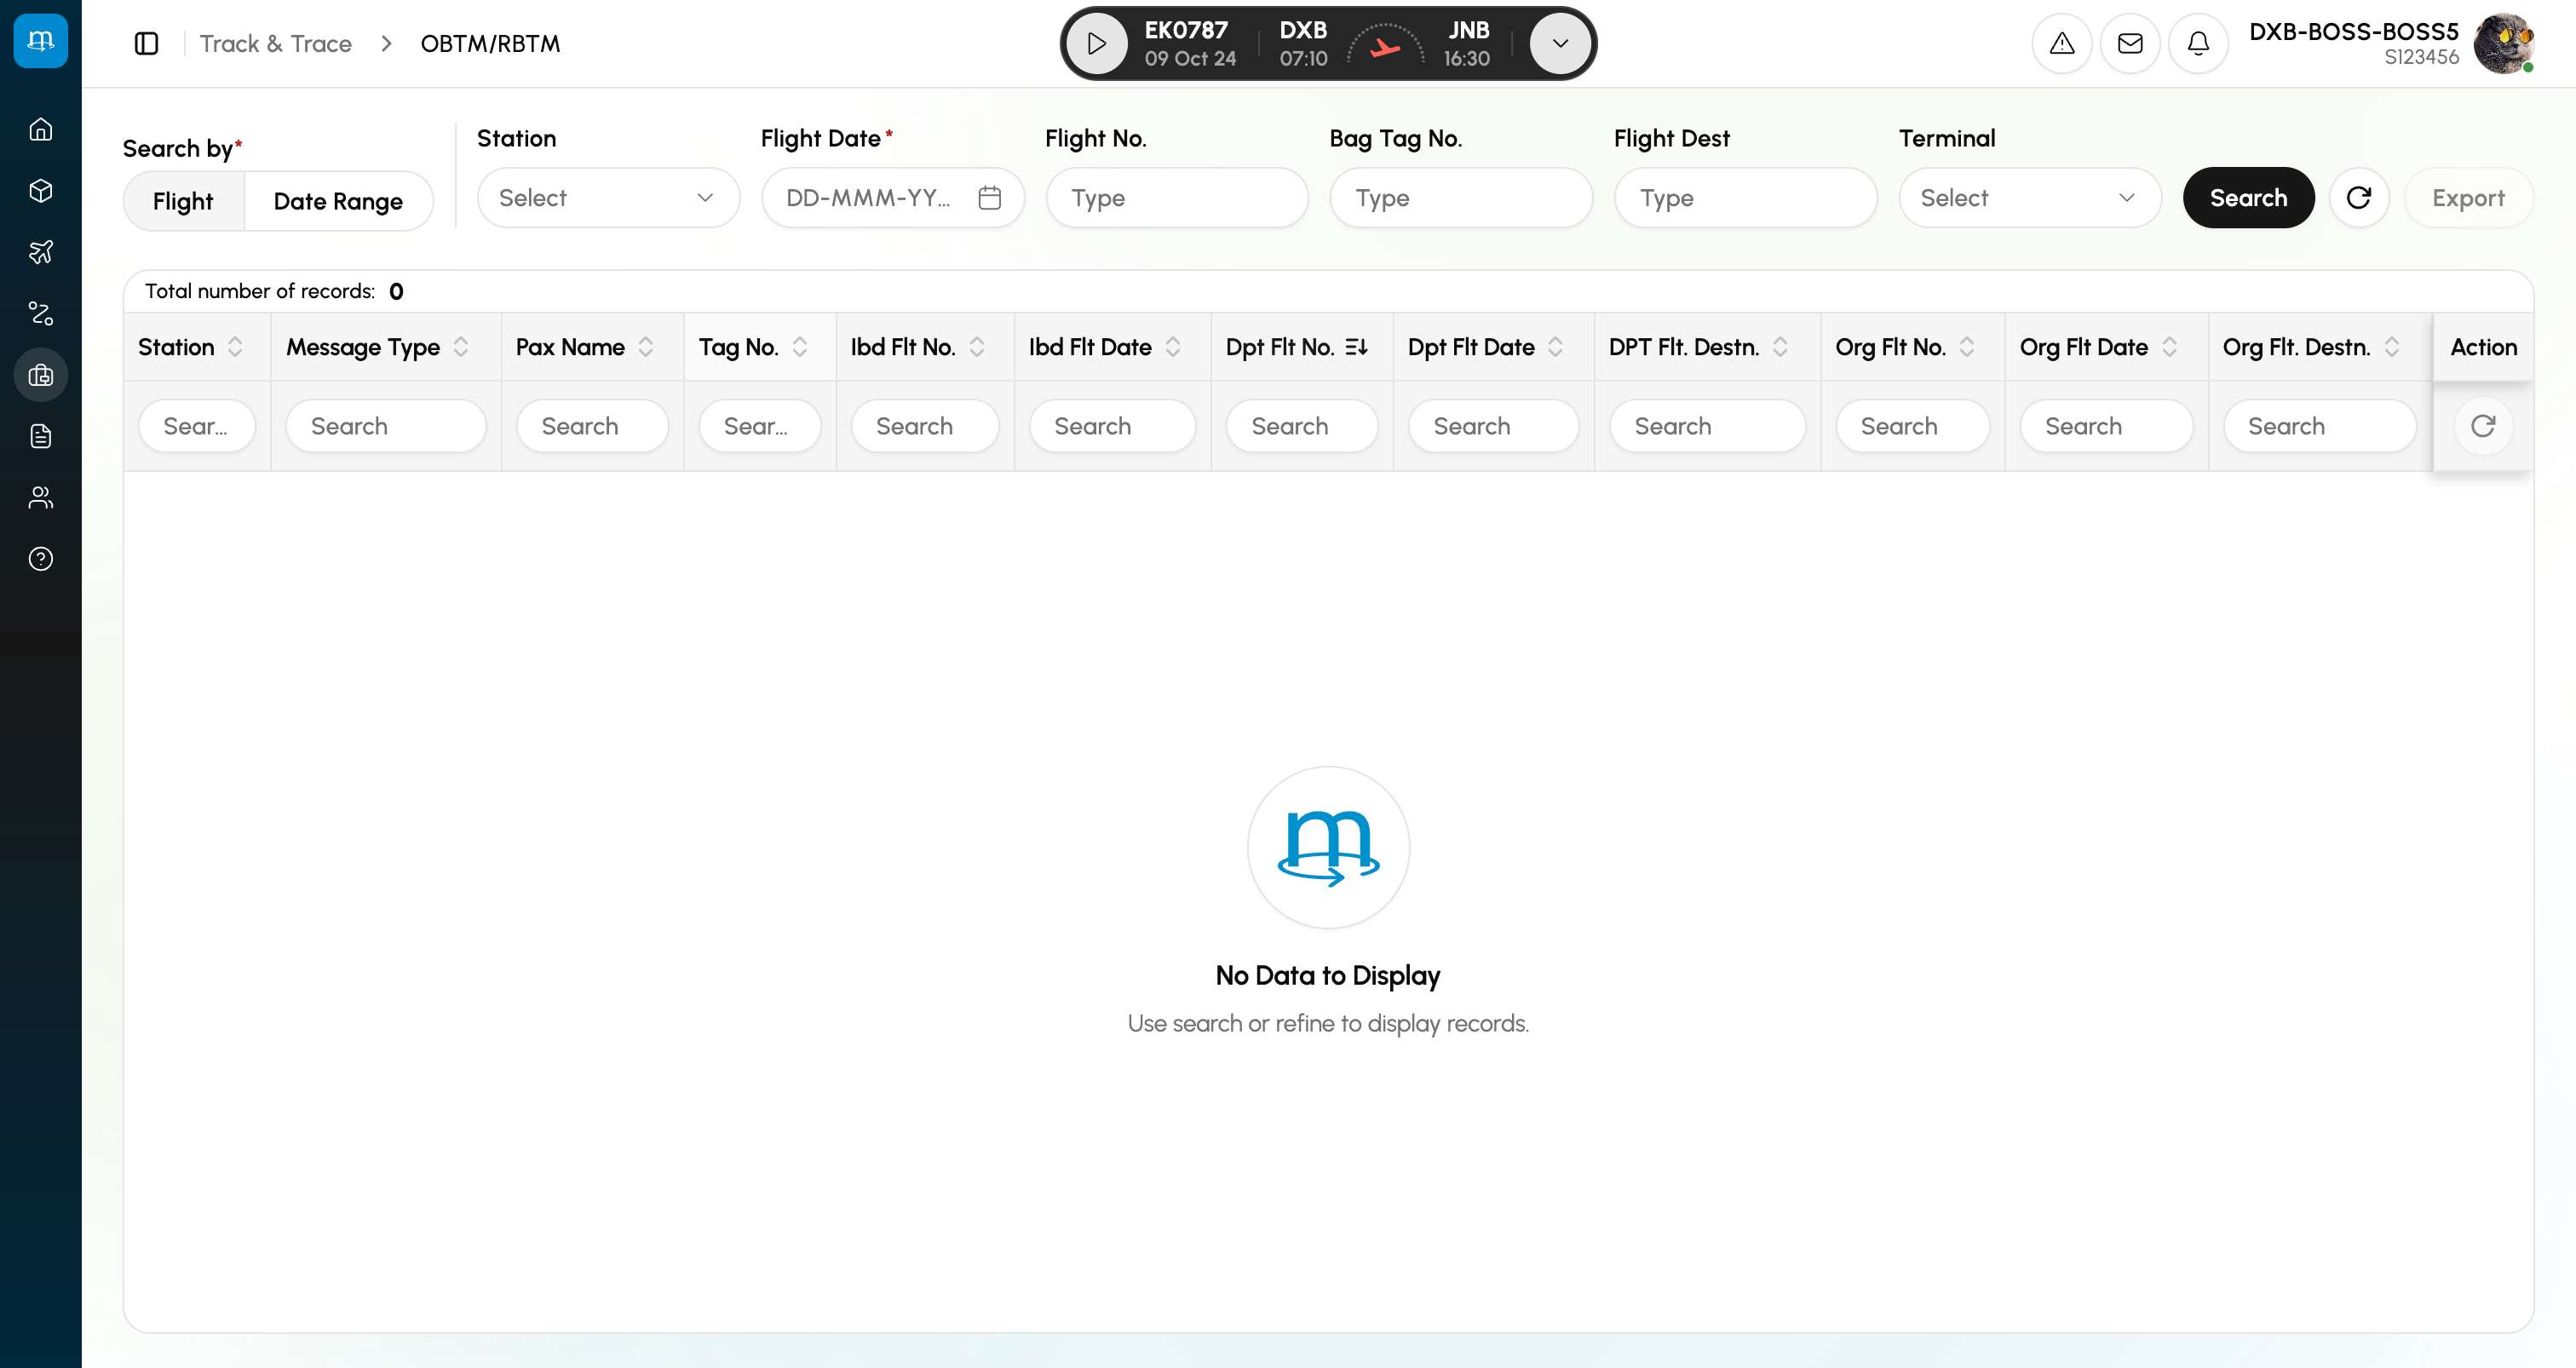 m
Track & Trace > OBTM/RBTM
EK0787
09 Oct 24
DXB
07:10
JNB
16:30
DXB-BOSS-BOSS5
S123456
Search by*
Flight
Date Range
Station
Select
Flight Date*
DD-MMM-YY...
Flight No.
Type
Bag Tag No.
Type
Flight Dest
Type
Terminal
Select
Search
Export
Total number of records: 0
Station Message Type Pax Name Tag No. Ibd Flt No. Ibd Flt Date Dpt Flt No. Dpt Flt Date DPT Flt. Destn. Org Flt No. Org Flt Date Org Flt. Destn. Action
Sear... Search Search Sear... Search Search Search Search Search Search Search Search
m
No Data to Display
Use search or refine to display records.